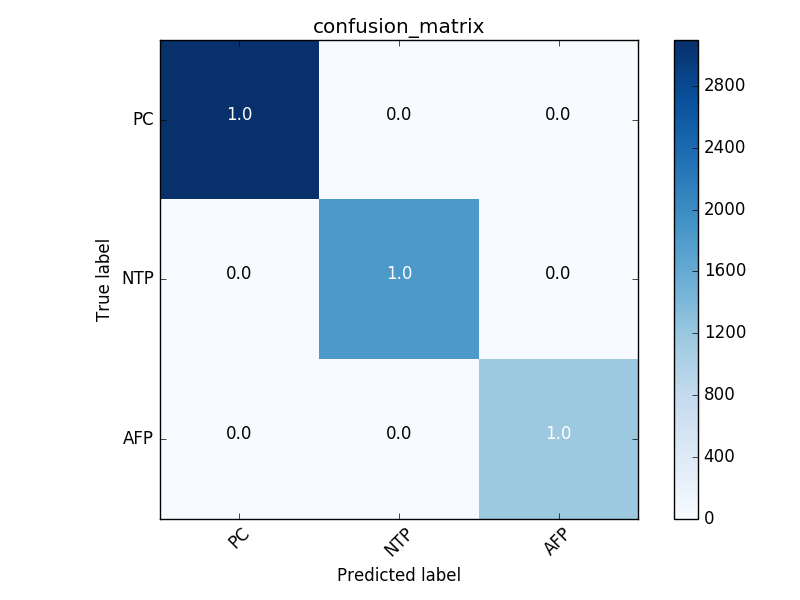 confusion_matrix
PC 1.0 0.0 0.0
NTP 0.0 1.0 0.0
AFP 0.0 0.0 1.0
True label
PC NTP AFP
Predicted label
2800
2400
2000
1600
1200
800
400
0